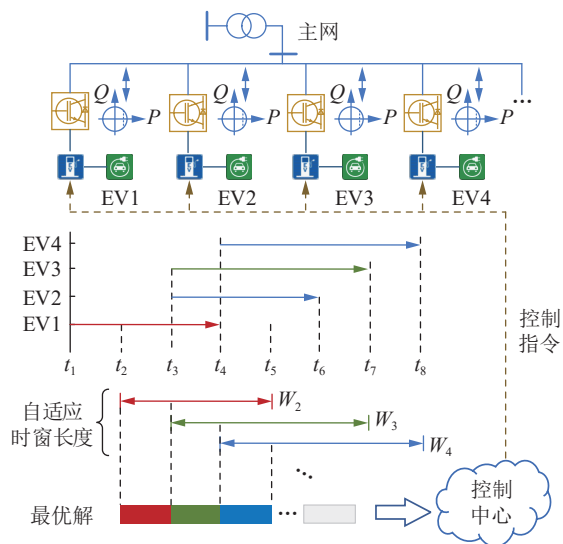 主网
Q P Q P Q P Q P ...
EV1 EV2 EV3 EV4
EV4
EV3
EV2
EV1
t1 t2 t3 t4 t5 t6 t7 t8
控制
指令
自适应
时窗长度
W2
W3
W4
最优解
控制
中心